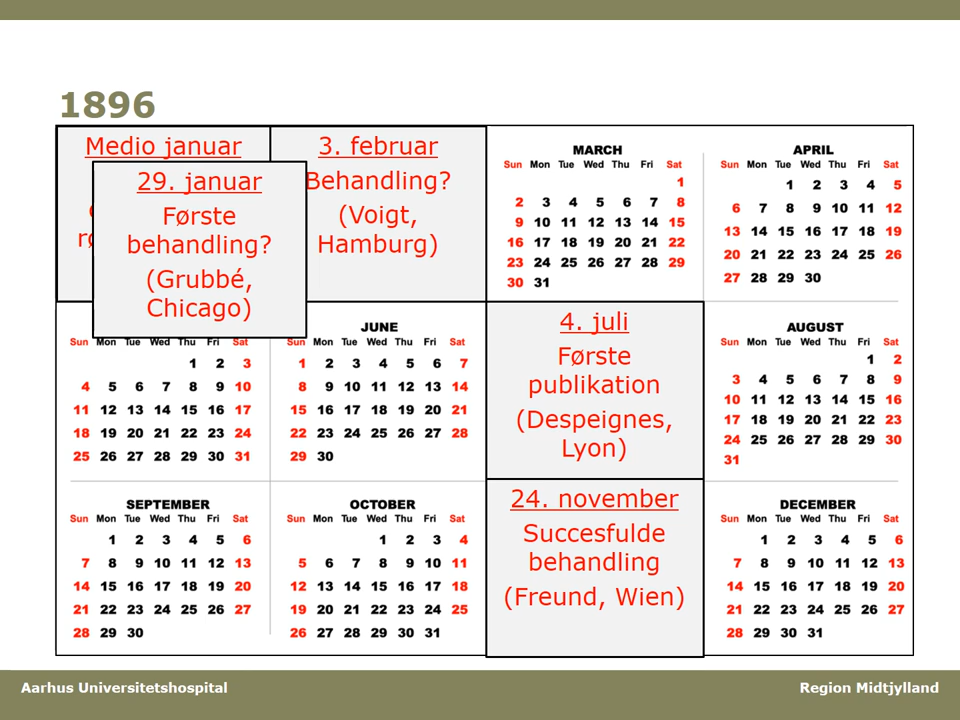 1896
Medio januar
29. januar
Første
behandling?
(Grubbé,
Chicago)
3. februar
Behandling?
(Voigt,
Hamburg)
MARCH
Sun Mon Tue Wed Thu Fri Sat
1
2 3 4 5 6 7 8
9 10 11 12 13 14 15
16 17 18 19 20 21 22
23 24 25 26 27 28 29
30 31
APRIL
Sun Mon Tue Wed Thu Fri Sat
1 2 3 4 5
6 7 8 9 10 11 12
13 14 15 16 17 18 19
20 21 22 23 24 25 26
27 28 29 30
Sun Mon Tue Wed Thu Fri Sat
1 2 3
4 5 6 7 8 9 10
11 12 13 14 15 16 17
18 19 20 21 22 23 24
25 26 27 28 29 30 31
JUNE
Sun Mon Tue Wed Thu Fri Sat
1 2 3 4 5 6 7
8 9 10 11 12 13 14
15 16 17 18 19 20 21
22 23 24 25 26 27 28
29 30
4. juli
Første
publikation
(Despeignes,
Lyon)
AUGUST
Sun Mon Tue Wed Thu Fri Sat
1 2
3 4 5 6 7 8 9
10 11 12 13 14 15 16
17 18 19 20 21 22 23
24 25 26 27 28 29 30
31
SEPTEMBER
Sun Mon Tue Wed Thu Fri Sat
1 2 3 4 5 6
7 8 9 10 11 12 13
14 15 16 17 18 19 20
21 22 23 24 25 26 27
28 29 30
OCTOBER
Sun Mon Tue Wed Thu Fri Sat
1 2 3 4
5 6 7 8 9 10 11
12 13 14 15 16 17 18
19 20 21 22 23 24 25
26 27 28 29 30 31
24. november
Succesfulde
behandling
(Freund, Wien)
DECEMBER
Sun Mon Tue Wed Thu Fri Sat
1 2 3 4 5 6
7 8 9 10 11 12 13
14 15 16 17 18 19 20
21 22 23 24 25 26 27
28 29 30 31
Aarhus Universitetshospital
Region Midtjylland